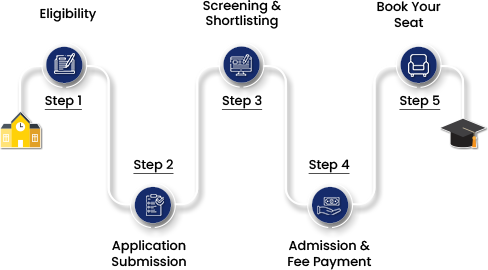 Eligibility
Step 1
Step 2
Application
Submission
Screening &
Shortlisting
Step 3
Step 4
Admission &
Fee Payment
Book Your
Seat
Step 5